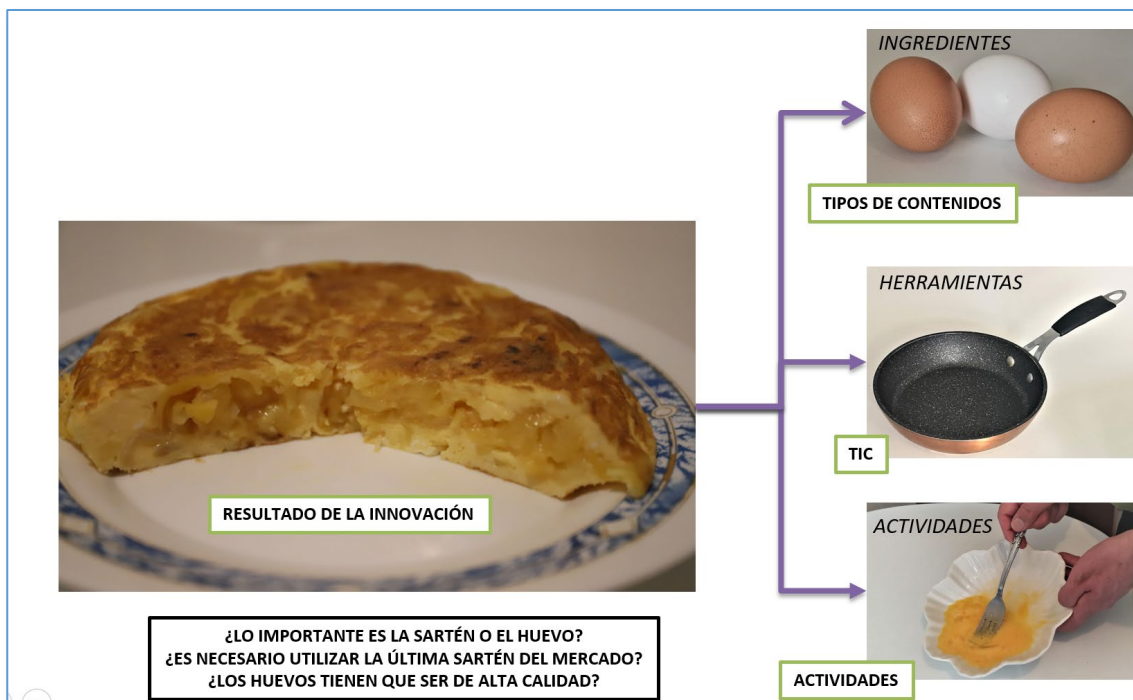 INGREDIENTES
TIPOS DE CONTENIDOS
HERRAMIENTAS
TIC
RESULTADO DE LA INNOVACIÓN
ACTIVIDADES
¿LO IMPORTANTE ES LA SARTÉN O EL HUEVO?
¿ES NECESARIO UTILIZAR LA ÚLTIMA SARTÉN DEL MERCADO?
¿LOS HUEVOS TIENEN QUE SER DE ALTA CALIDAD?
ACTIVIDADES